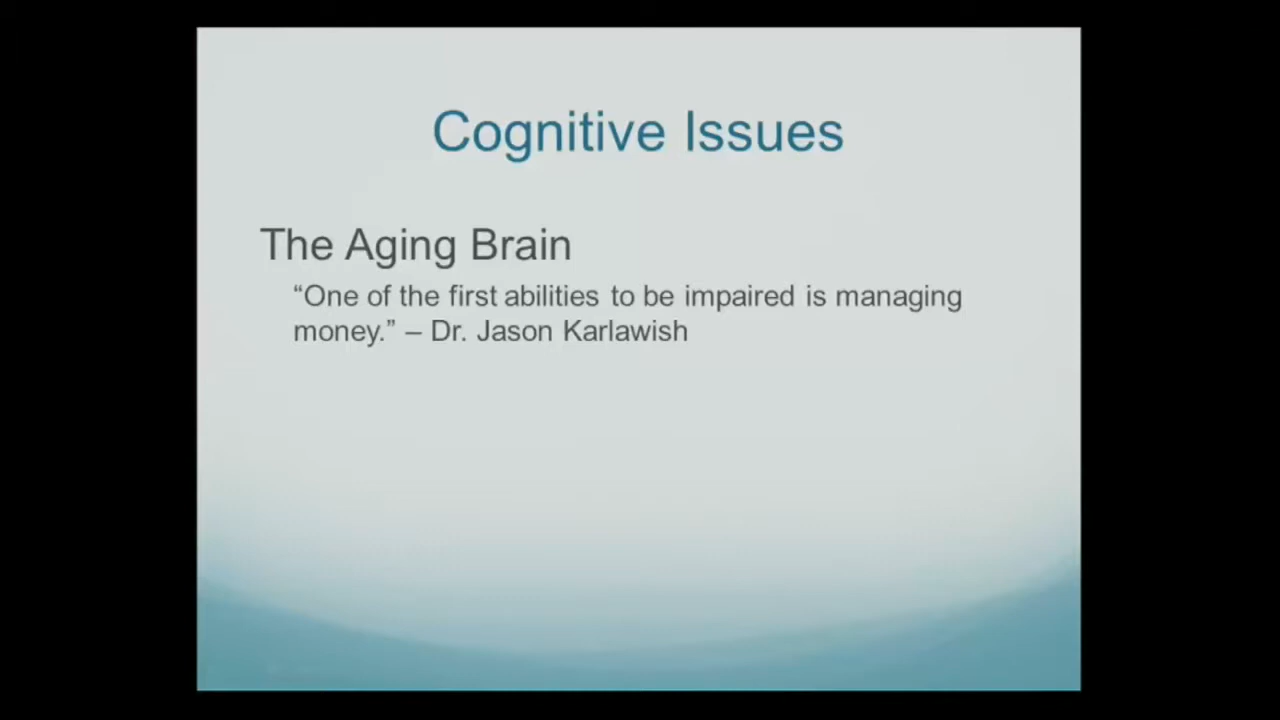 Cognitive Issues
The Aging Brain
“One of the first abilities to be impaired is managing
money.” – Dr. Jason Karlawish